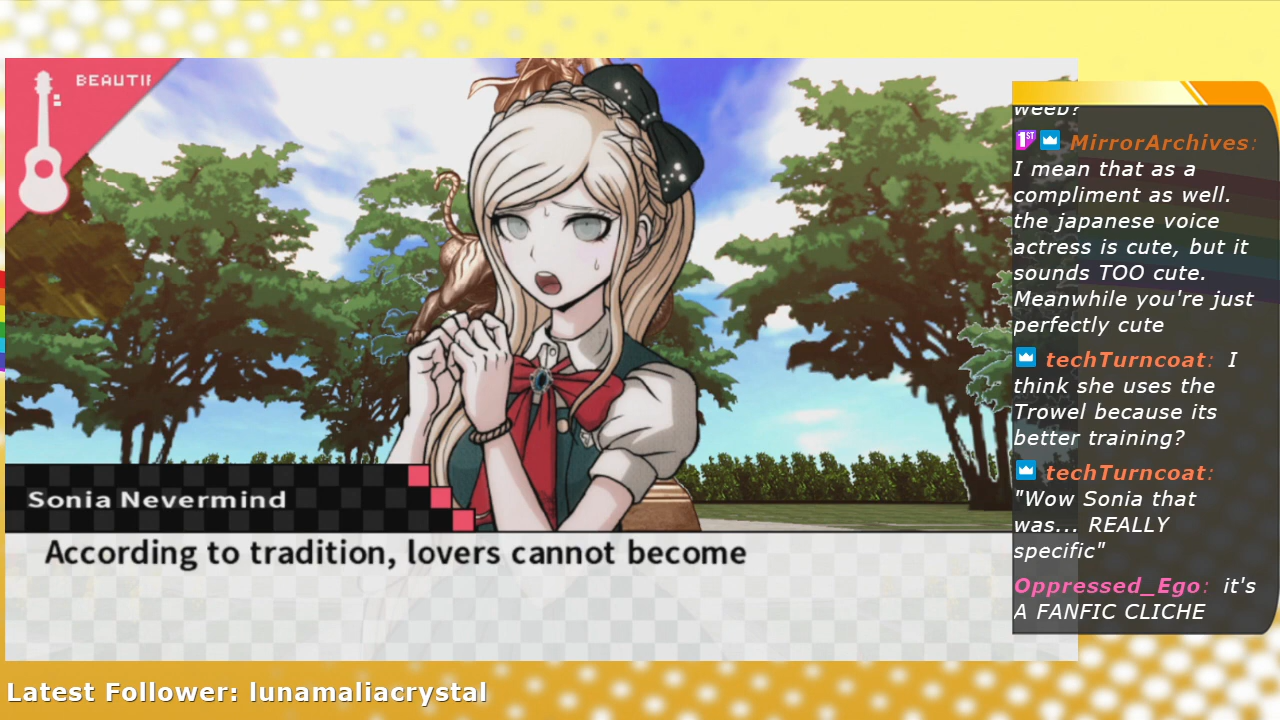 BEAUTI
Sonia Nevermind
According to tradition, lovers cannot become
weeb?
1ST MirrorArchives:
I mean that as a
compliment as well.
the japanese voice
actress is cute, but it
sounds TOO cute.
Meanwhile you're just
perfectly cute
techTurncoat: I
think she uses the
Trowel because its
better training?
techTurncoat:
"Wow Sonia that
was... REALLY
specific"
Oppressed_Ego: it's
A FANFIC CLICHE
Latest Follower: lunamaliacrystal